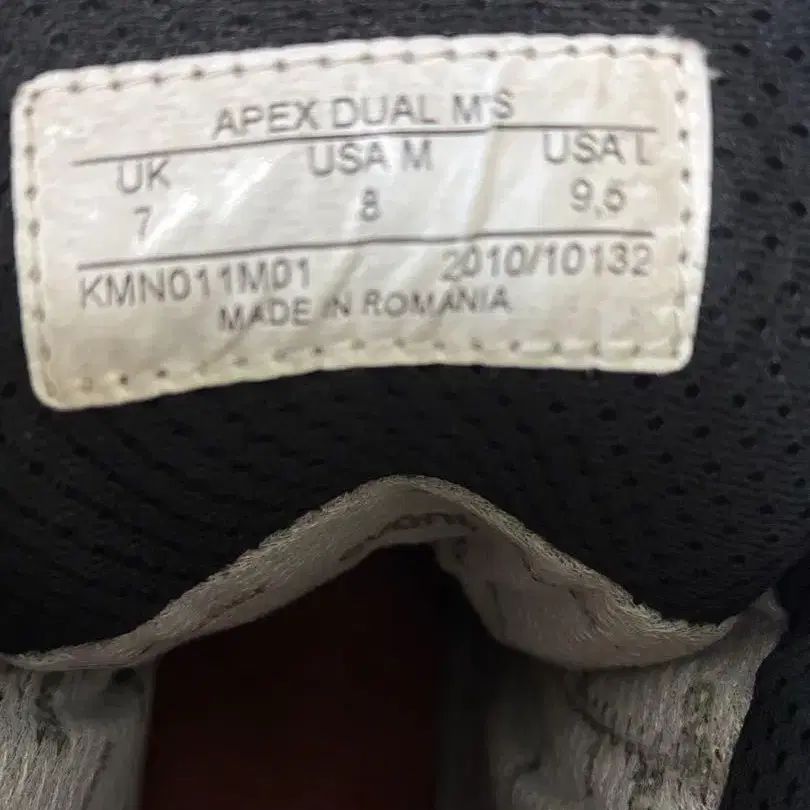 APEX DUAL M'S
UK USA M USA L
7 8 9,5
KMN011M01 2010/10132
MADE IN ROMANIA